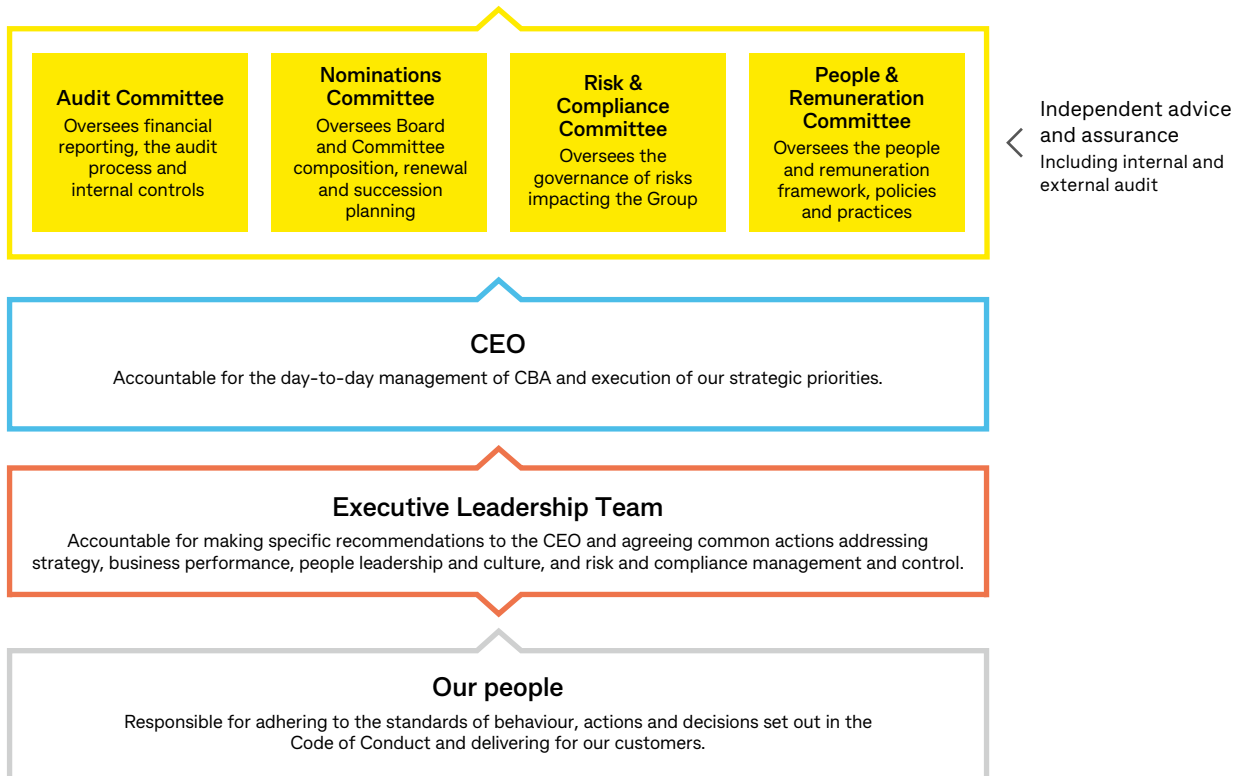 Audit Committee
Oversees financial
reporting, the audit
process and
internal controls
Nominations
Committee
Oversees Board
and Committee
composition, renewal
and succession
planning
Risk &
Compliance
Committee
Oversees the
governance of risks
impacting the Group
People &
Remuneration
Committee
Oversees the people
and remuneration
framework, policies
and practices
Independent advice
and assurance
Including internal and
external audit
CEO
Accountable for the day-to-day management of CBA and execution of our strategic priorities.
Executive Leadership Team
Accountable for making specific recommendations to the CEO and agreeing common actions addressing
strategy, business performance, people leadership and culture, and risk and compliance management and control.
Our people
Responsible for adhering to the standards of behaviour, actions and decisions set out in the
Code of Conduct and delivering for our customers.